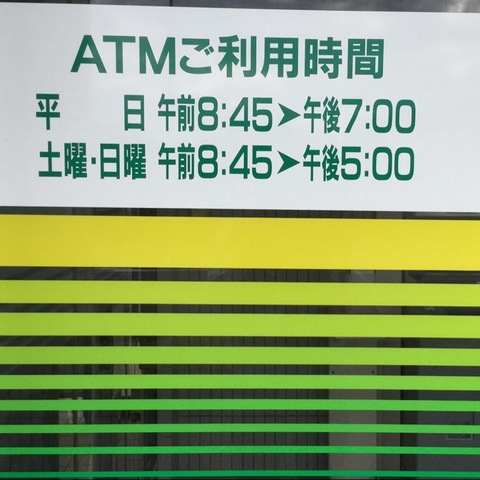 ATMご利用時間
平 日 午前8:45➤午後7:00
土曜・日曜 午前8:45➤午後5:00